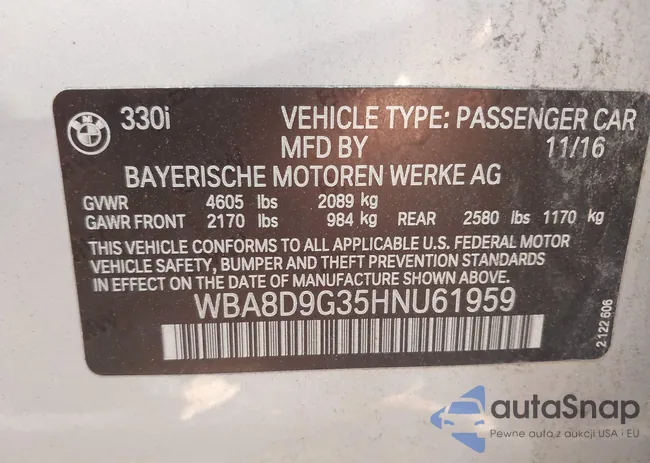 BMW 330i VEHICLE TYPE: PASSENGER CAR
MFD BY 11/16
BAYERISCHE MOTOREN WERKE AG
GVWR 4605 lbs 2089 kg
GAWR FRONT 2170 lbs 984 kg REAR 2580 lbs 1170 kg
THIS VEHICLE CONFORMS TO ALL APPLICABLE U.S. FEDERAL MOTOR
VEHICLE SAFETY, BUMPER AND THEFT PREVENTION STANDARDS
IN EFFECT ON THE DATE OF MANUFACTURE SHOWN ABOVE.
WBA8D9G35HNU61959
2 122 606
autaSnap
Pewne auta z aukcji USA i EU